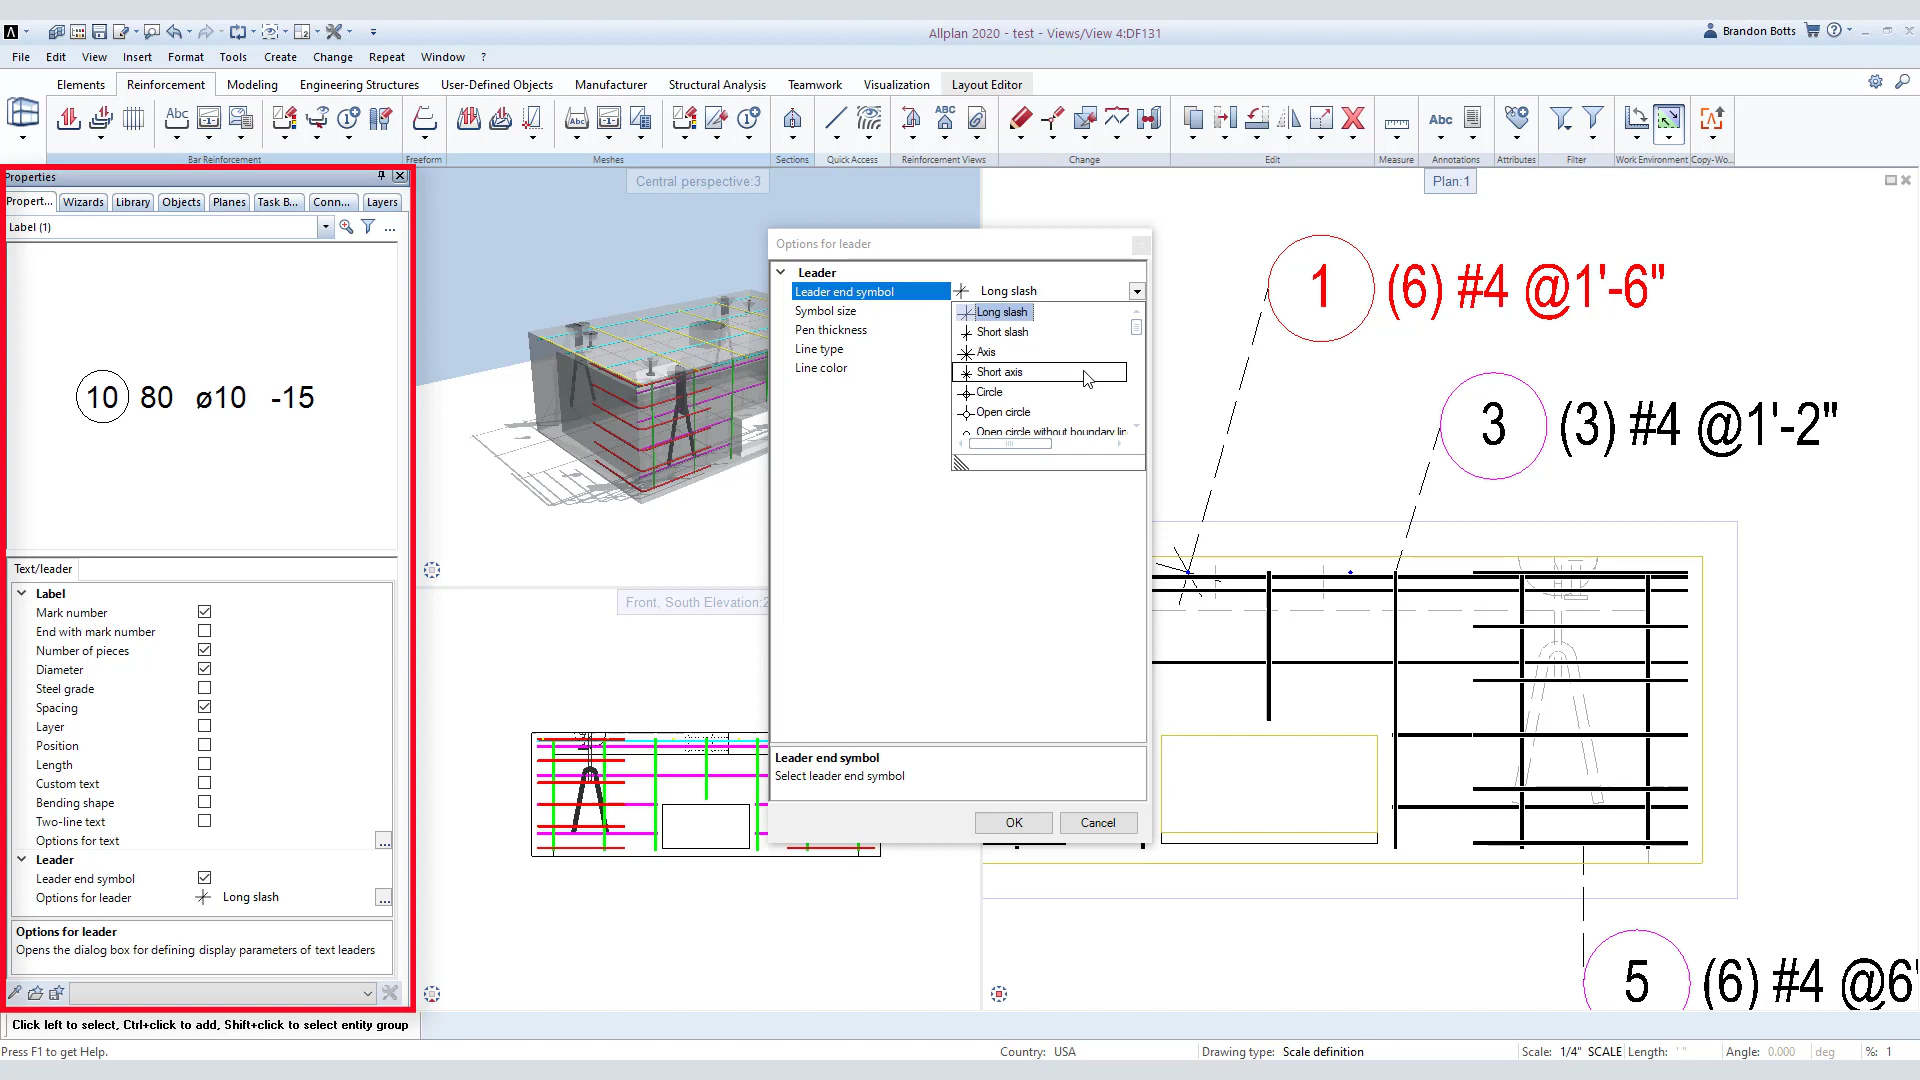 Allplan 2020 - test - Views/View 4:DF131
Brandon Botts
File Edit View Insert Format Tools Create Change Repeat Window ?
Elements Reinforcement Modeling Engineering Structures User-Defined Objects Manufacturer Structural Analysis Teamwork Visualization Layout Editor
Bar Reinforcement Freeform Meshes Sections Quick Access Reinforcement Views Change Edit Measure Annotations Attributes Filter Work Environment Copy-Wo...
Properties
Propert... Wizards Library Objects Planes Task B... Conn... Layers
Label (1)
10 80 ø10 -15
Text/leader
Label
Mark number
End with mark number
Number of pieces
Diameter
Steel grade
Spacing
Layer
Position
Length
Custom text
Bending shape
Two-line text
Options for text
...
Leader
Leader end symbol
Options for leader
Long slash
...
Options for leader
Opens the dialog box for defining display parameters of text leaders
Click left to select, Ctrl+click to add, Shift+click to select entity group
Central perspective:3
Front, South Elevation:2
Plan:1
Options for leader
Leader
Leader end symbol
Long slash
Symbol size
Pen thickness
Line type
Line color
Long slash
Short slash
Axis
Short axis
Circle
Open circle
Open circle without boundary lin
Leader end symbol
Select leader end symbol
OK
Cancel
1 (6) #4 @1'-6"
3 (3) #4 @1'-2"
5 (6) #4 @6"
Press F1 to get Help.
Country: USA
Drawing type: Scale definition
Scale: 1/4" SCALE
Length: ' "
Angle: 0.000 deg
%: 1